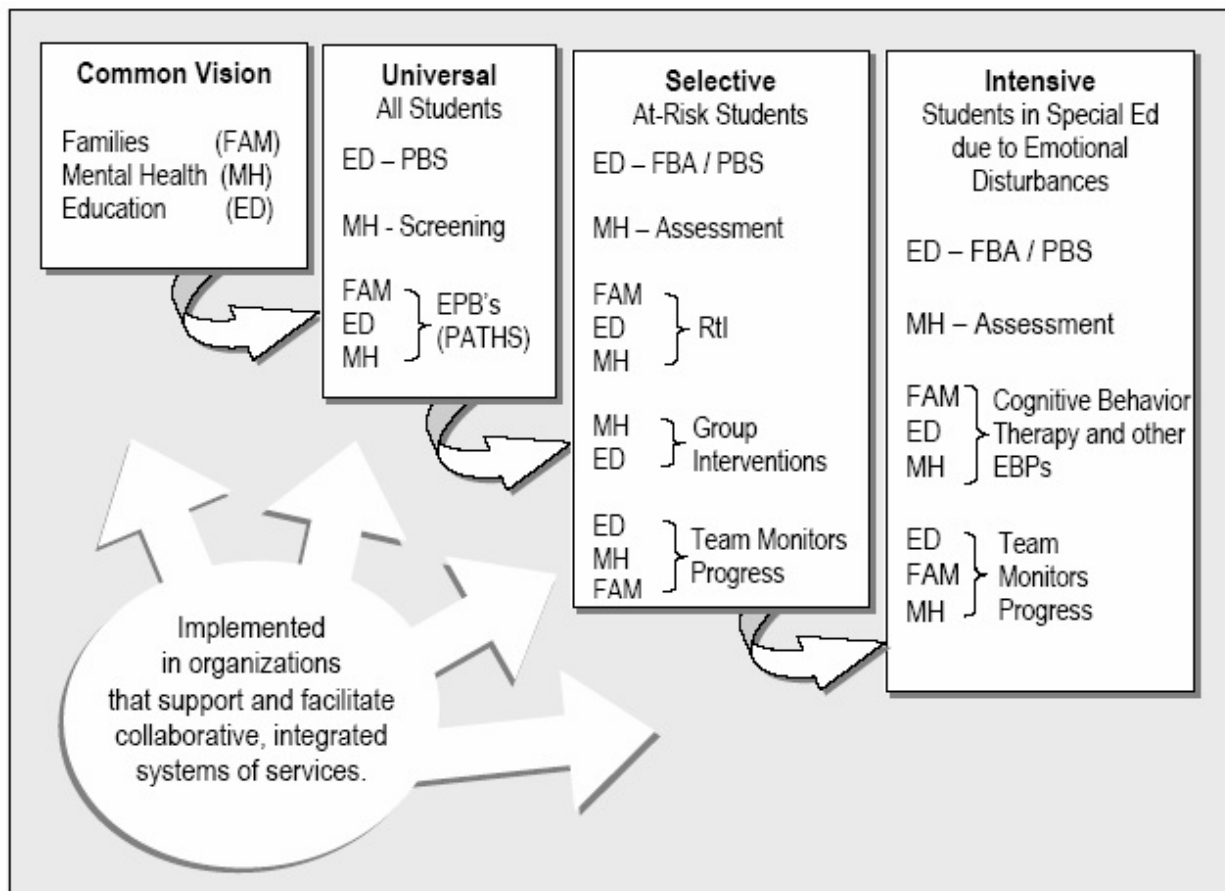 Common Vision
Families (FAM)
Mental Health (MH)
Education (ED)
Universal
All Students
ED – PBS
MH - Screening
FAM
ED
MH
EPB's
(PATHS)
Selective
At-Risk Students
ED – FBA / PBS
MH – Assessment
FAM
ED
MH
RtI
MH
ED
Group
Interventions
ED
MH
FAM
Team Monitors
Progress
Intensive
Students in Special Ed
due to Emotional
Disturbances
ED – FBA / PBS
MH – Assessment
FAM
ED
MH
Cognitive Behavior
Therapy and other
EBPs
ED
FAM
MH
Team
Monitors
Progress
Implemented
in organizations
that support and facilitate
collaborative, integrated
systems of services.